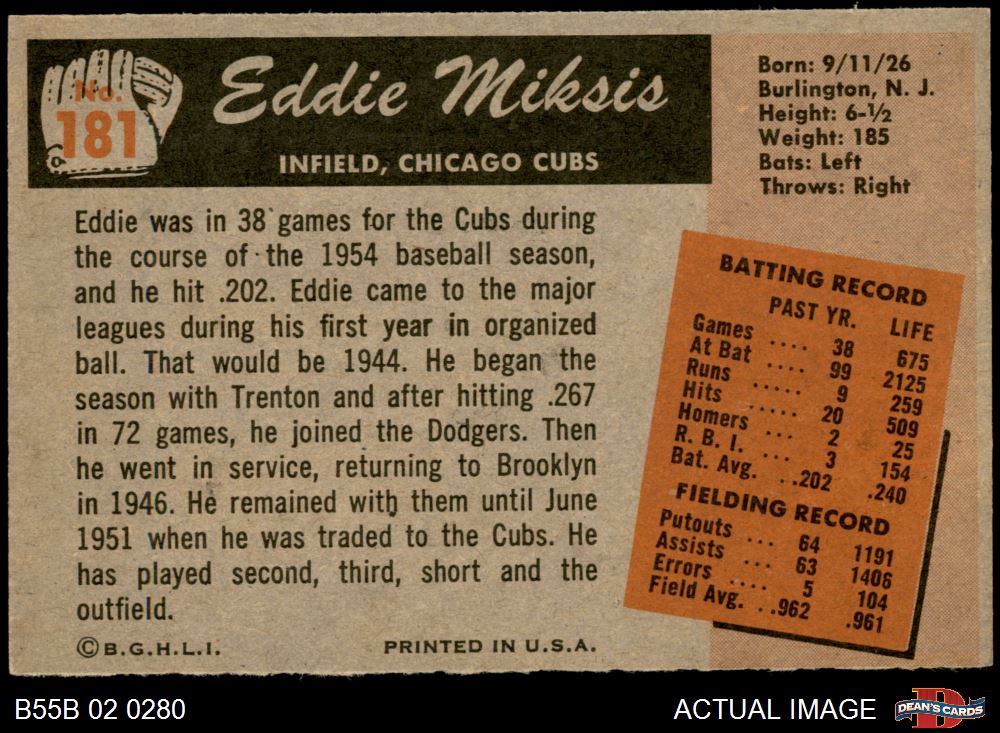 No.
181
Eddie Miksis
INFIELD, CHICAGO CUBS
Born: 9/11/26
Burlington, N. J.
Height: 6-½
Weight: 185
Bats: Left
Throws: Right
Eddie was in 38 games for the Cubs during
the course of the 1954 baseball season,
and he hit .202. Eddie came to the major
leagues during his first year in organized
ball. That would be 1944. He began the
season with Trenton and after hitting .267
in 72 games, he joined the Dodgers. Then
he went in service, returning to Brooklyn
in 1946. He remained with them until June
1951 when he was traded to the Cubs. He
has played second, third, short and the
outfield.
BATTING RECORD
PAST YR. LIFE
Games .... 38 675
At Bat .... 99 2125
Runs ..... 9 259
Hits ..... 20 509
Homers ... 2 25
R. B. I. ... 3 154
Bat. Avg. ..202 .240
FIELDING RECORD
Putouts ... 64 1191
Assists ... 63 1406
Errors .... 5 104
Field Avg. ..962 .961
©B.G.H.L.I. PRINTED IN U.S.A.
B55B 02 0280
ACTUAL IMAGE
DEAN'S CARDS